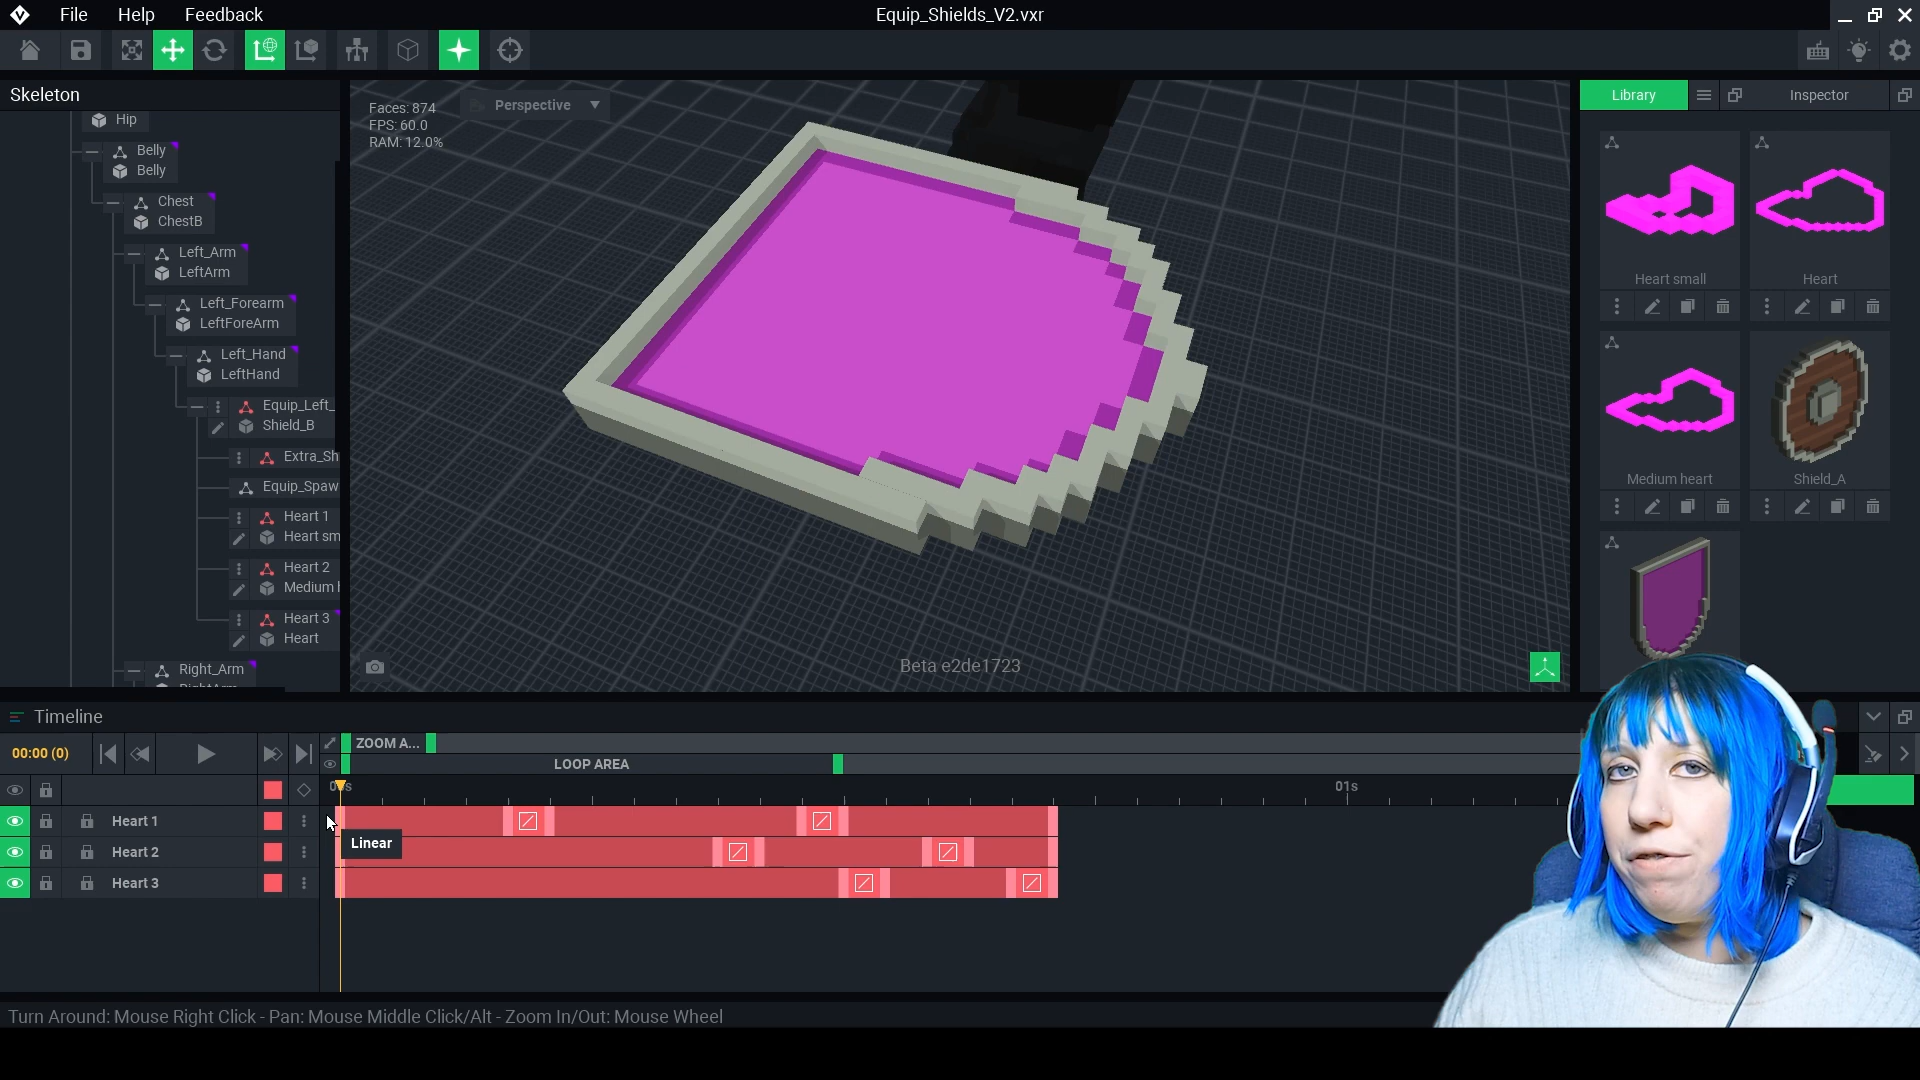 File
Help
Feedback
Equip_Shields_V2.vxr
Skeleton
Hip
Belly
Belly
Chest
ChestB
Left_Arm
LeftArm
Left_Forearm
LeftForeArm
Left_Hand
LeftHand
Equip_Left_
Shield_B
Extra_Sh
Equip_Spaw
Heart 1
Heart sm
Heart 2
Medium
Heart 3
Heart
Right_Arm
Faces: 874
FPS: 60.0
RAM: 12.0%
Perspective
Beta e2de1723
Library
Inspector
Heart small
Heart
Medium heart
Shield_A
Timeline
00:00 (0)
ZOOM A...
LOOP AREA
01s
Heart 1
Linear
Heart 2
Heart 3
Turn Around: Mouse Right Click - Pan: Mouse Middle Click/Alt - Zoom In/Out: Mouse Wheel